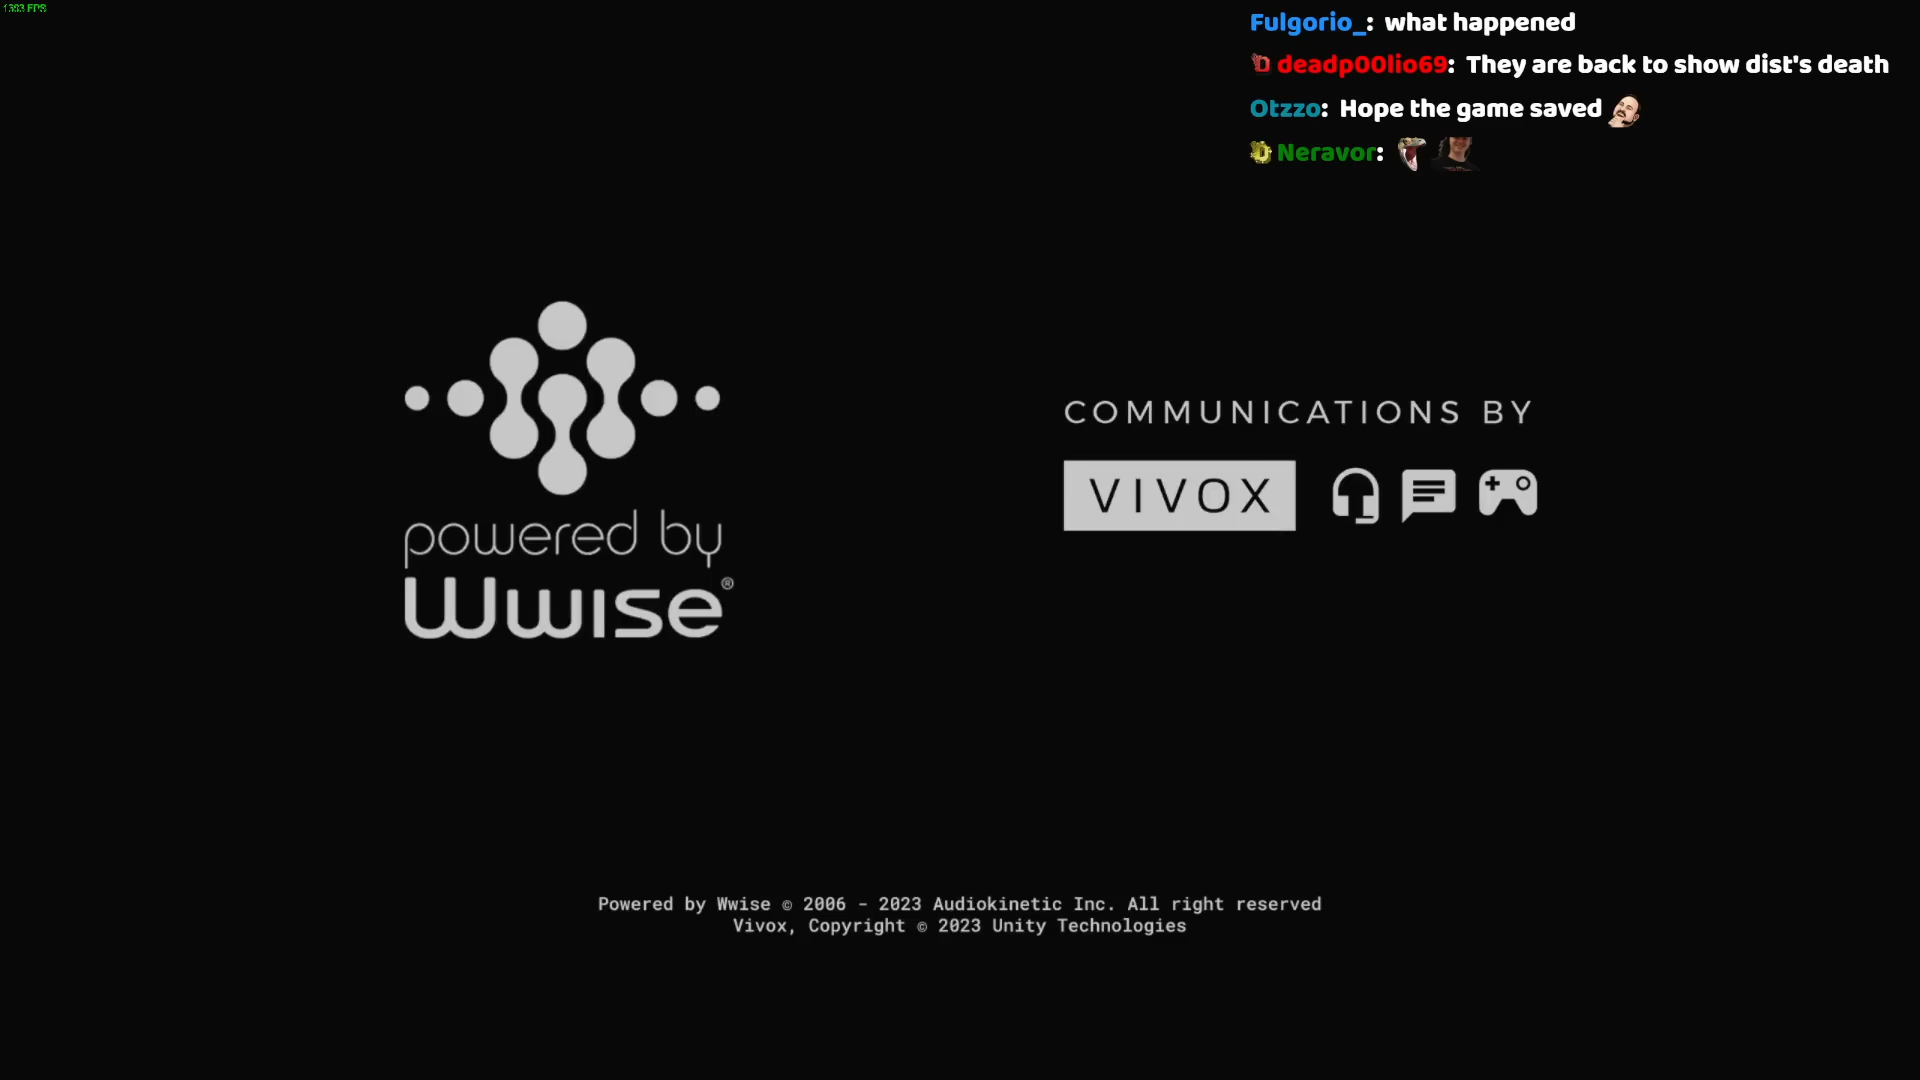 1393 FPS
Fulgorio_: what happened
deadp00lio69: They are back to show dist's death
Otzzo: Hope the game saved
Neravor:
COMMUNICATIONS BY
VIVOX
powered by
Wwise®
Powered by Wwise © 2006 - 2023 Audiokinetic Inc. All right reserved
Vivox, Copyright © 2023 Unity Technologies